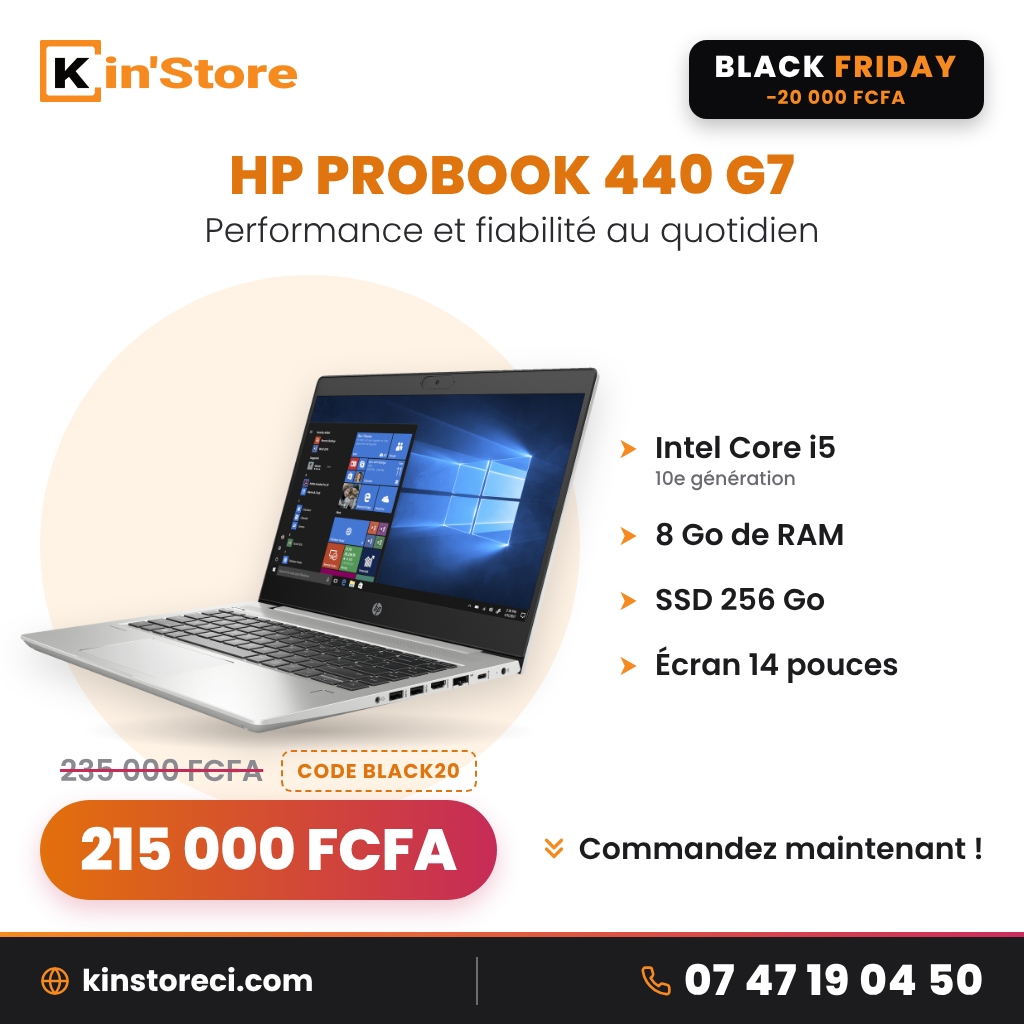 Kin'Store
BLACK FRIDAY
-20 000 FCFA
HP PROBOOK 440 G7
Performance et fiabilité au quotidien
Intel Core i5
10e génération
8 Go de RAM
SSD 256 Go
Écran 14 pouces
hp
235 000 FCFA
CODE BLACK20
215 000 FCFA
Commandez maintenant !
kinstoreci.com
07 47 19 04 50